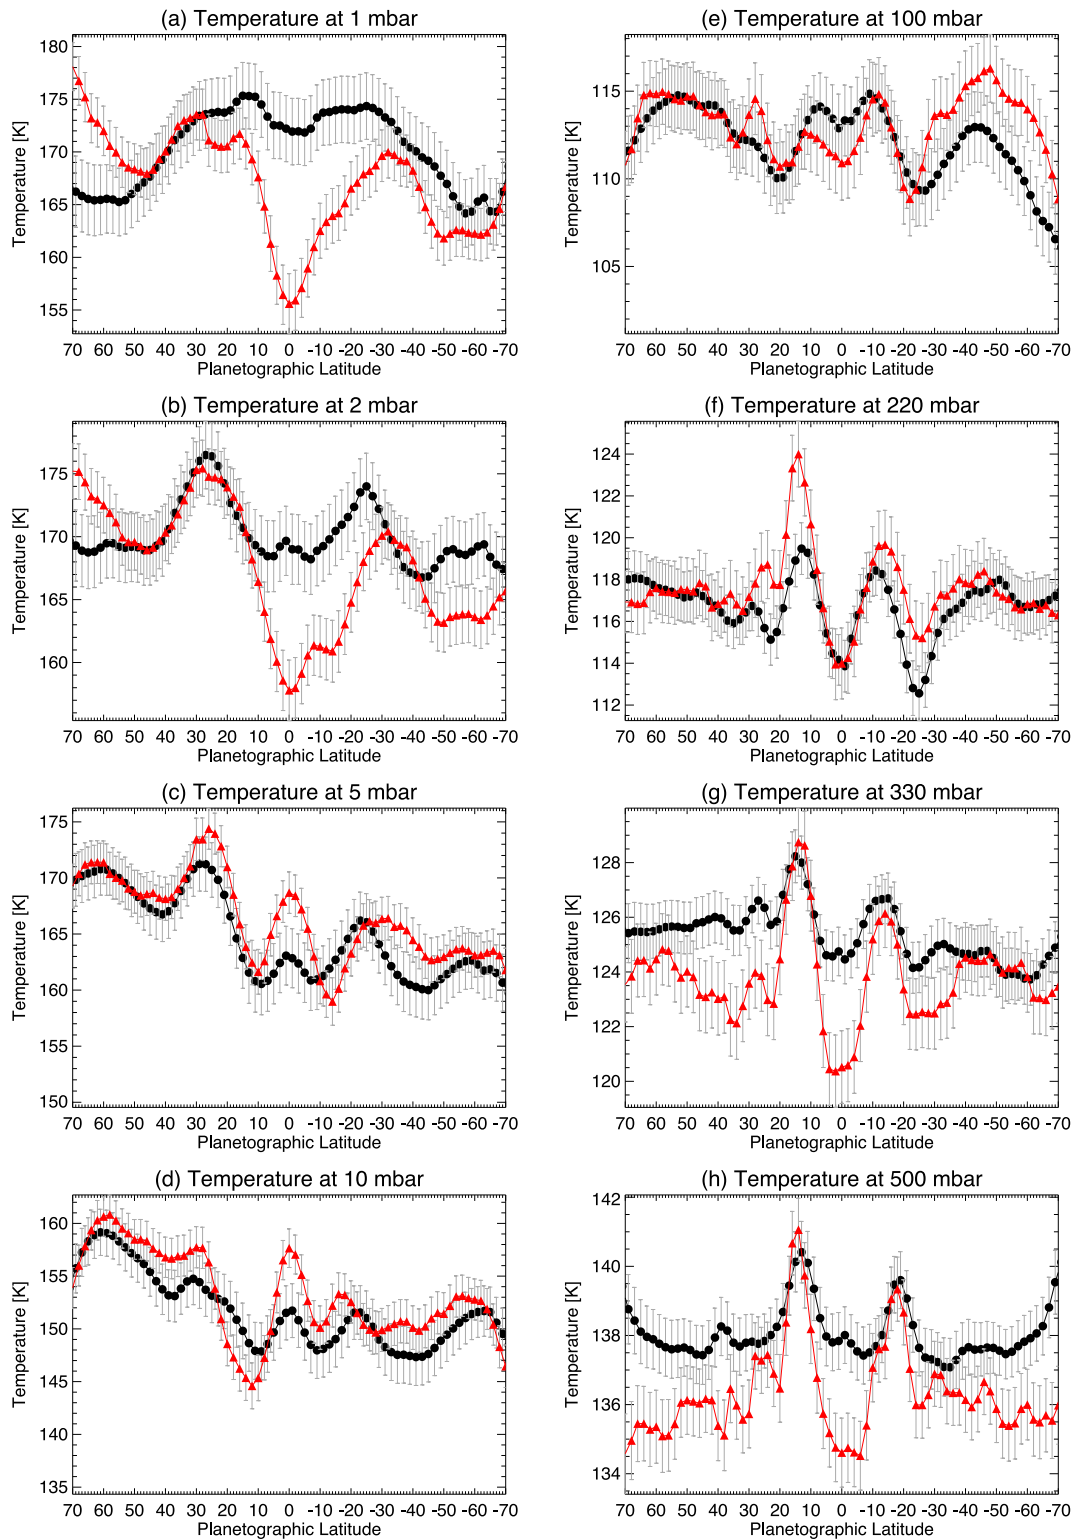 (a) Temperature at 1 mbar
180
175
170
165
160
155
Temperature [K]
70 60 50 40 30 20 10 0 -10 -20 -30 -40 -50 -60 -70
Planetographic Latitude
(b) Temperature at 2 mbar
175
170
165
160
Temperature [K]
70 60 50 40 30 20 10 0 -10 -20 -30 -40 -50 -60 -70
Planetographic Latitude
(c) Temperature at 5 mbar
175
170
165
160
155
150
Temperature [K]
70 60 50 40 30 20 10 0 -10 -20 -30 -40 -50 -60 -70
Planetographic Latitude
(d) Temperature at 10 mbar
160
155
150
145
140
135
Temperature [K]
70 60 50 40 30 20 10 0 -10 -20 -30 -40 -50 -60 -70
Planetographic Latitude
(e) Temperature at 100 mbar
115
110
105
Temperature [K]
70 60 50 40 30 20 10 0 -10 -20 -30 -40 -50 -60 -70
Planetographic Latitude
(f) Temperature at 220 mbar
124
122
120
118
116
114
112
Temperature [K]
70 60 50 40 30 20 10 0 -10 -20 -30 -40 -50 -60 -70
Planetographic Latitude
(g) Temperature at 330 mbar
128
126
124
122
120
Temperature [K]
70 60 50 40 30 20 10 0 -10 -20 -30 -40 -50 -60 -70
Planetographic Latitude
(h) Temperature at 500 mbar
142
140
138
136
134
Temperature [K]
70 60 50 40 30 20 10 0 -10 -20 -30 -40 -50 -60 -70
Planetographic Latitude